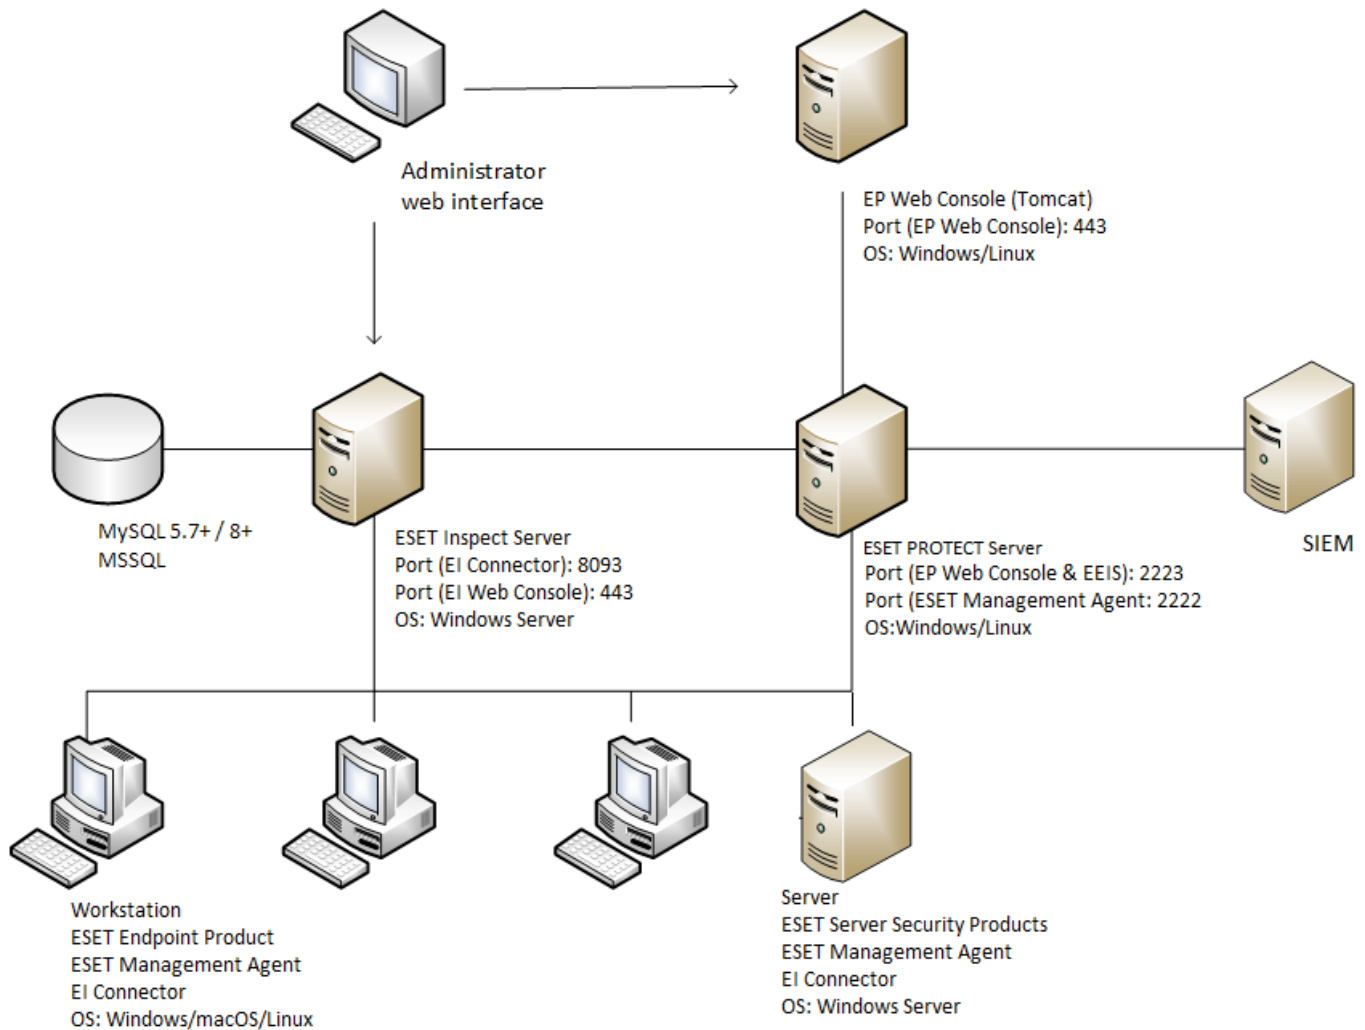 Administrator
web interface
EP Web Console (Tomcat)
Port (EP Web Console): 443
OS: Windows/Linux
MySQL 5.7+ / 8+
MSSQL
ESET Inspect Server
Port (EI Connector): 8093
Port (EI Web Console): 443
OS: Windows Server
ESET PROTECT Server
Port (EP Web Console & EEIS): 2223
Port (ESET Management Agent: 2222
OS:Windows/Linux
SIEM
Workstation
ESET Endpoint Product
ESET Management Agent
EI Connector
OS: Windows/macOS/Linux
Server
ESET Server Security Products
ESET Management Agent
EI Connector
OS: Windows Server